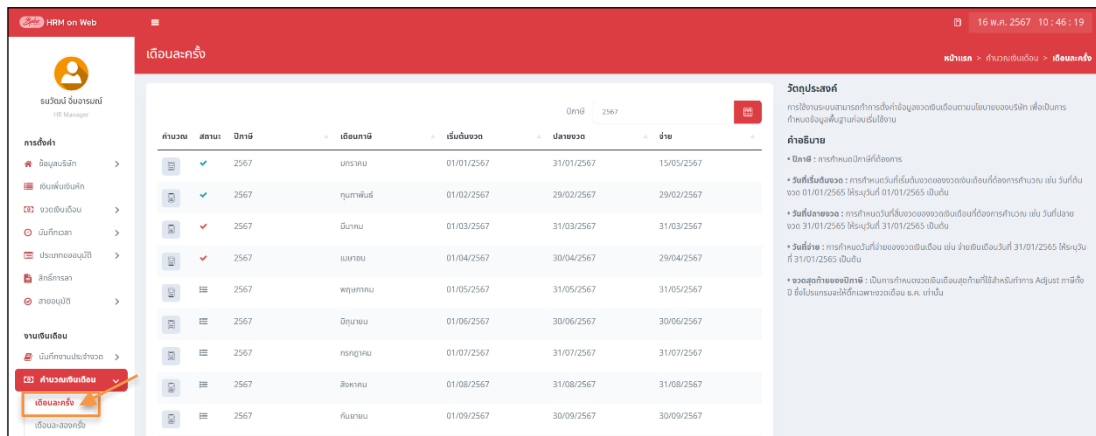 HRM on Web
16 พ.ค. 2567 10 : 46 : 19
เดือนละครั้ง
หน้าแรก > คำนวณเงินเดือน > เดือนละครั้ง
ธนวัฒน์ อิ่มอารมณ์
HR Manager
การตั้งค่า
ข้อมูลบริษัท
เงินเพิ่มเงินหัก
งวดเงินเดือน
บันทึกเวลา
ประเภทขออนุมัติ
สิทธิ์การลา
สายอนุมัติ
งานเงินเดือน
บันทึกงานประจำงวด
คำนวณเงินเดือน
เดือนละครั้ง
เดือนละสองครั้ง
ปีภาษี 2567
คำนวณ สถานะ ปีภาษี เดือนภาษี เริ่มต้นงวด ปลายงวด จ่าย
2567 มกราคม 01/01/2567 31/01/2567 15/05/2567
2567 กุมภาพันธ์ 01/02/2567 29/02/2567 29/02/2567
2567 มีนาคม 01/03/2567 31/03/2567 31/03/2567
2567 เมษายน 01/04/2567 30/04/2567 29/04/2567
2567 พฤษภาคม 01/05/2567 31/05/2567 31/05/2567
2567 มิถุนายน 01/06/2567 30/06/2567 30/06/2567
2567 กรกฎาคม 01/07/2567 31/07/2567 31/07/2567
2567 สิงหาคม 01/08/2567 31/08/2567 31/08/2567
2567 กันยายน 01/09/2567 30/09/2567 30/09/2567
วัตถุประสงค์
การใช้งานระบบสามารถทำการตั้งค่าข้อมูลงวดเงินเดือนตามนโยบายของบริษัท เพื่อเป็นการ
กำหนดข้อมูลพื้นฐานก่อนเริ่มใช้งาน
คำอธิบาย
• ปีภาษี : การกำหนดปีภาษีที่ต้องการ
• วันที่เริ่มต้นงวด : การกำหนดวันที่เริ่มต้นงวดของงวดเงินเดือนที่ต้องการคำนวณ เช่น วันที่ต้น
งวด 01/01/2565 ให้ระบุวันที่ 01/01/2565 เป็นต้น
• วันที่ปลายงวด : การกำหนดวันที่สิ้นงวดของงวดเงินเดือนที่ต้องการคำนวณ เช่น วันที่ปลาย
งวด 31/01/2565 ให้ระบุวันที่ 31/01/2565 เป็นต้น
• วันที่จ่าย : การกำหนดวันที่จ่ายของงวดเงินเดือน เช่น จ่ายเงินเดือนวันที่ 31/01/2565 ให้ระบุวัน
ที่ 31/01/2565 เป็นต้น
• งวดสุดท้ายของปีภาษี : เป็นการกำหนดงวดเงินเดือนสุดท้ายที่ใช้สำหรับทำการ Adjust ภาษีทั้ง
ปี ซึ่งโปรแกรมจะให้ติ๊กเฉพาะงวดเดือน ธ.ค. เท่านั้น